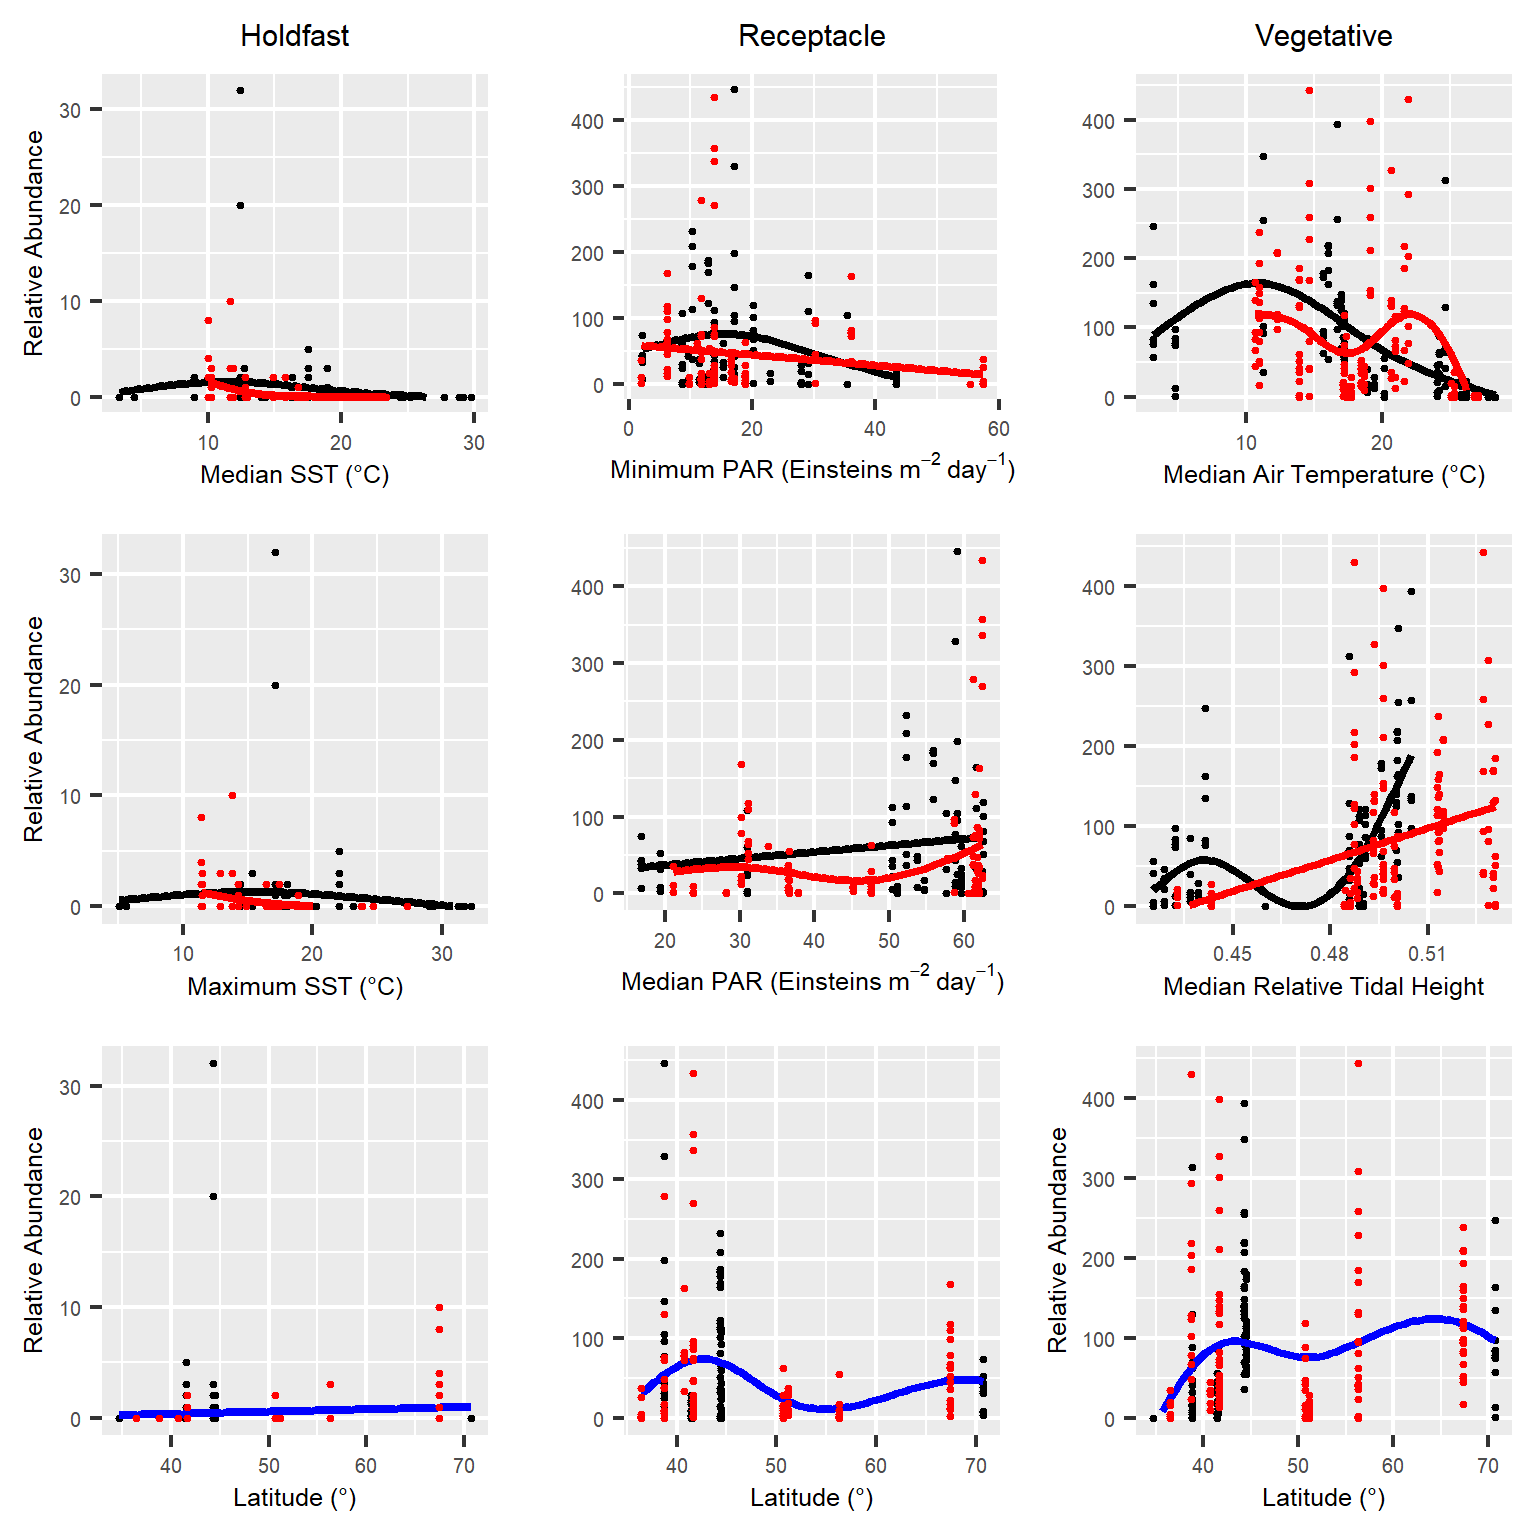 Holdfast Receptacle Vegetative
Relative Abundance
30
20
10
0
10 20 30
Median SST (°C)
400
300
200
100
0
0 20 40 60
Minimum PAR (Einsteins m−2 day−1)
400
300
200
100
0
10 20
Median Air Temperature (°C)
Relative Abundance
30
20
10
0
10 20 30
Maximum SST (°C)
400
300
200
100
0
20 30 40 50 60
Median PAR (Einsteins m−2 day−1)
400
300
200
100
0
0.45 0.48 0.51
Median Relative Tidal Height
Relative Abundance
30
20
10
0
40 50 60 70
Latitude (°)
400
300
200
100
0
40 50 60 70
Latitude (°)
Relative Abundance
400
300
200
100
0
40 50 60 70
Latitude (°)